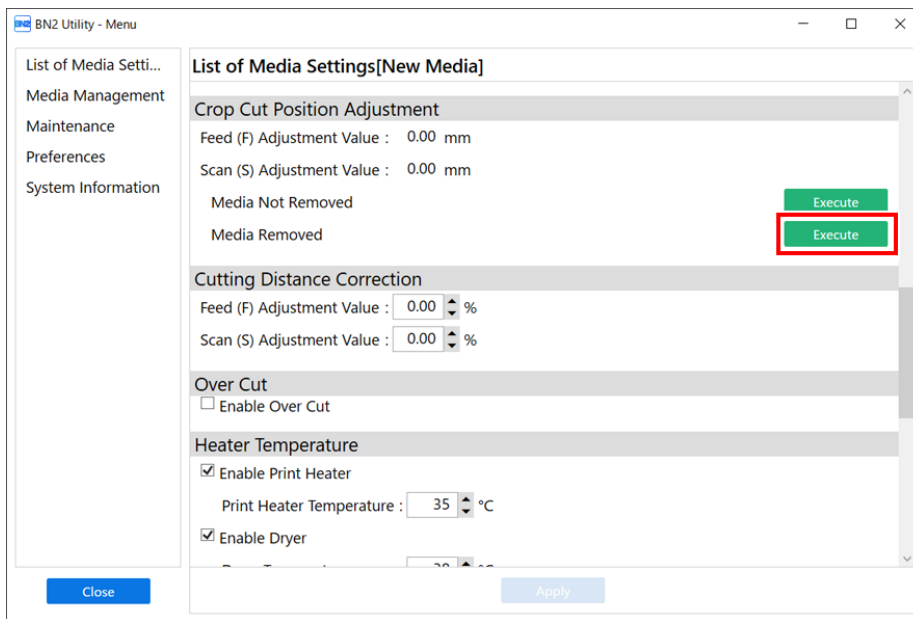 BN2 BN2 Utility - Menu
List of Media Setti...
Media Management
Maintenance
Preferences
System Information
List of Media Settings[New Media]
Crop Cut Position Adjustment
Feed (F) Adjustment Value : 0.00 mm
Scan (S) Adjustment Value : 0.00 mm
Media Not Removed Execute
Media Removed Execute
Cutting Distance Correction
Feed (F) Adjustment Value : 0.00 %
Scan (S) Adjustment Value : 0.00 %
Over Cut
Enable Over Cut
Heater Temperature
Enable Print Heater
Print Heater Temperature : 35 °C
Enable Dryer
Close
Apply